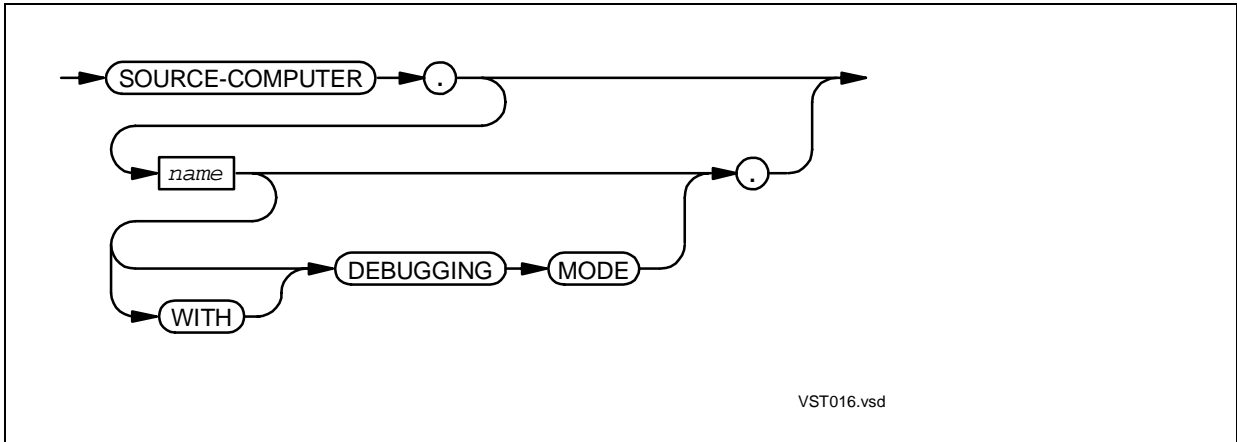 SOURCE-COMPUTER .
name .
DEBUGGING MODE
WITH
VST016.vsd